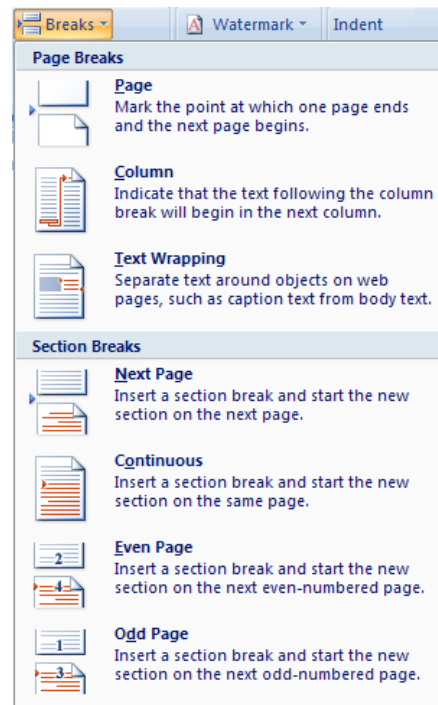 Breaks Watermark Indent
Page Breaks
Page
Mark the point at which one page ends
and the next page begins.
Column
Indicate that the text following the column
break will begin in the next column.
Text Wrapping
Separate text around objects on web
pages, such as caption text from body text.
Section Breaks
Next Page
Insert a section break and start the new
section on the next page.
Continuous
Insert a section break and start the new
section on the same page.
Even Page
2
Insert a section break and start the new
4
section on the next even-numbered page.
Odd Page
1
Insert a section break and start the new
3
section on the next odd-numbered page.